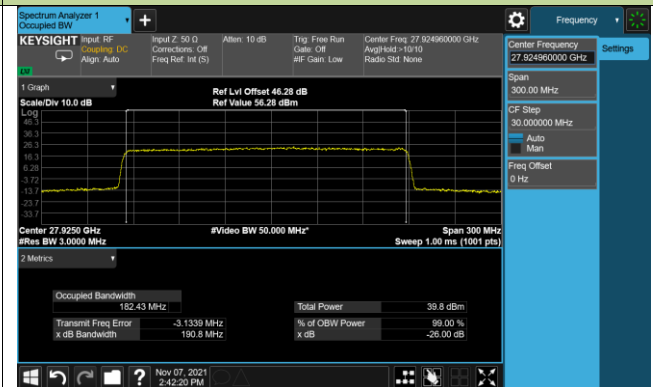 Spectrum Analyzer 1
Occupied BW
Frequency
KEYSIGHT
Input: RF
Coupling: DC
Align: Auto
Input Z: 50 Ω
Corrections: Off
Freq Ref: Int (S)
Atten: 10 dB
Trig: Free Run
Gate: Off
#IF Gain: Low
Center Freq: 27.924960000 GHz
Avg|Hold:>10/10
Radio Std: None
Center Frequency
27.924960000 GHz
Settings
Span
300.00 MHz
CF Step
30.000000 MHz
Auto
Man
Freq Offset
0 Hz
1 Graph
Scale/Div 10.0 dB
Ref Lvl Offset 46.28 dB
Ref Value 56.28 dBm
Log
46.3
36.3
26.3
16.3
6.28
-3.72
-13.7
-23.7
-33.7
Center 27.9250 GHz
#Video BW 50.000 MHz*
Span 300 MHz
#Res BW 3.0000 MHz
Sweep 1.00 ms (1001 pts)
2 Metrics
Occupied Bandwidth
182.43 MHz
Total Power 39.8 dBm
Transmit Freq Error -3.1339 MHz
% of OBW Power 99.00 %
x dB Bandwidth 190.8 MHz
x dB -26.00 dB
Nov 07, 2021
2:42:20 PM